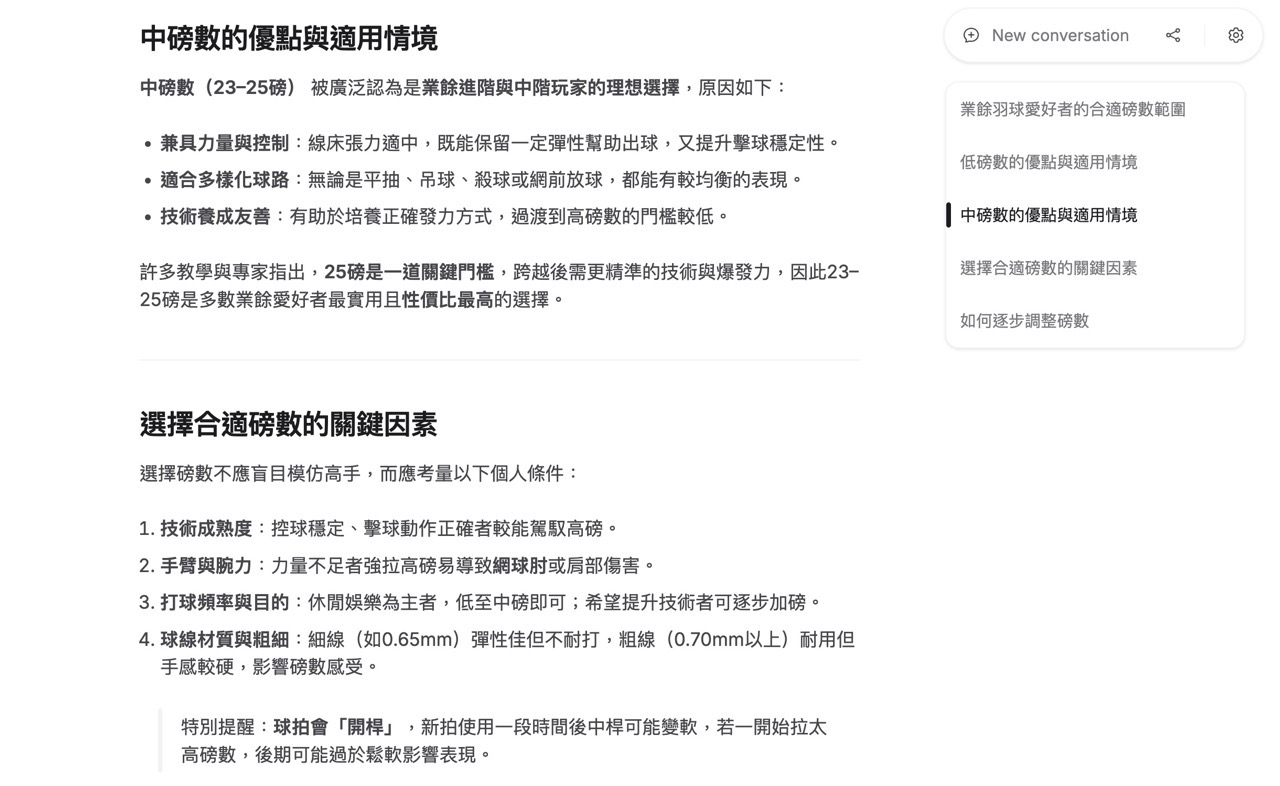 中磅數的優點與適用情境
中磅數（23–25磅） 被廣泛認為是業餘進階與中階玩家的理想選擇，原因如下：
• 兼具力量與控制：線床張力適中，既能保留一定彈性幫助出球，又提升擊球穩定性。
• 適合多樣化球路：無論是平抽、吊球、殺球或網前放球，都能有較均衡的表現。
• 技術養成友善：有助於培養正確發力方式，過渡到高磅數的門檻較低。
許多教學與專家指出，25磅是一道關鍵門檻，跨越後需更精準的技術與爆發力，因此23–
25磅是多數業餘愛好者最實用且性價比最高的選擇。
選擇合適磅數的關鍵因素
選擇磅數不應盲目模仿高手，而應考量以下個人條件：
1. 技術成熟度：控球穩定、擊球動作正確者較能駕馭高磅。
2. 手臂與腕力：力量不足者強拉高磅易導致網球肘或肩部傷害。
3. 打球頻率與目的：休閒娛樂為主者，低至中磅即可；希望提升技術者可逐步加磅。
4. 球線材質與粗細：細線（如0.65mm）彈性佳但不耐打，粗線（0.70mm以上）耐用但
手感較硬，影響磅數感受。
特別提醒：球拍會「開桿」，新拍使用一段時間後中桿可能變軟，若一開始拉太
高磅數，後期可能過於鬆軟影響表現。
New conversation
業餘羽球愛好者的合適磅數範圍
低磅數的優點與適用情境
中磅數的優點與適用情境
選擇合適磅數的關鍵因素
如何逐步調整磅數